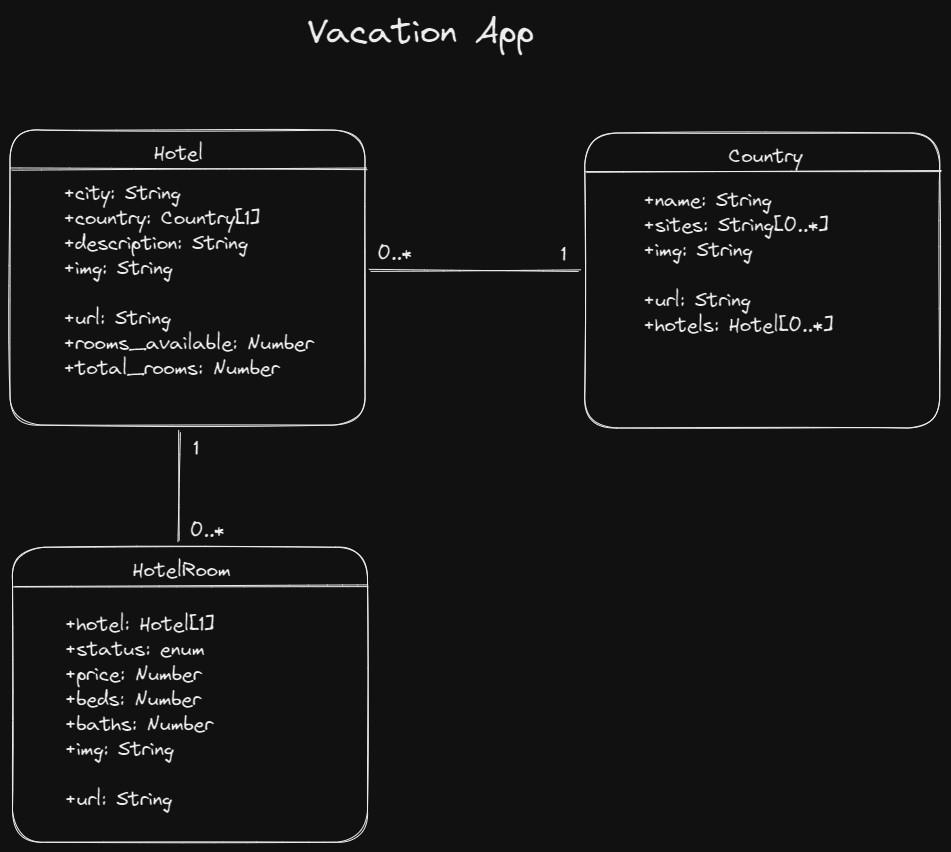 Vacation App
Hotel
+city: String
+country: Country[1]
+description: String
+img: String
+url: String
+rooms_available: Number
+total_rooms: Number
0..*
1
Country
+name: String
+sites: String[0..*]
+img: String
+url: String
+hotels: Hotel[0..*]
1
0..*
HotelRoom
+hotel: Hotel[1]
+status: enum
+price: Number
+beds: Number
+baths: Number
+img: String
+url: String